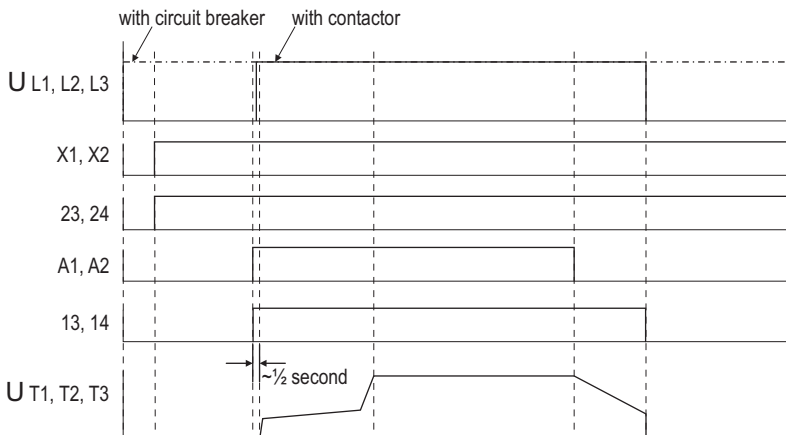 with circuit breaker
with contactor
U L1, L2, L3
X1, X2
23, 24
A1, A2
13, 14
~½ second
U T1, T2, T3